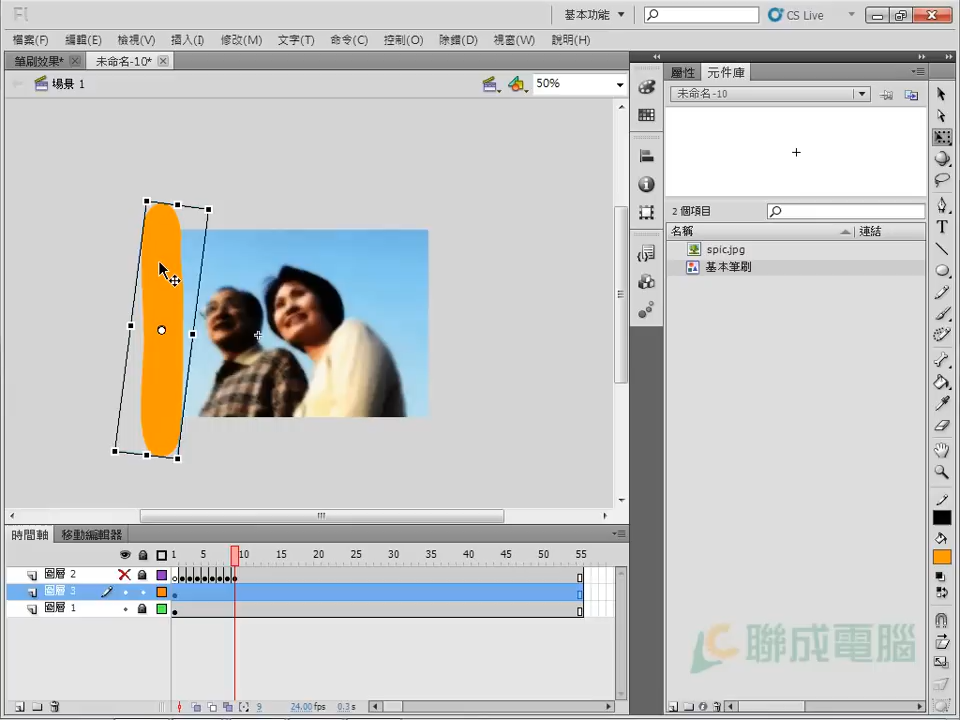 Fl 基本功能 CS Live
檔案(F) 編輯(E) 檢視(V) 插入(I) 修改(M) 文字(T) 命令(C) 控制(O) 除錯(D) 視窗(W) 說明(H)
筆刷效果* 未命名-10*
場景 1 50%
屬性 元件庫
未命名-10
2 個項目
名稱 連結
spic.jpg
基本筆刷
時間軸 移動編輯器
1 5 10 15 20 25 30 35 40 45 50 55
圖層 2
圖層 3
圖層 1
9 24.00fps 0.3s
聯成電腦